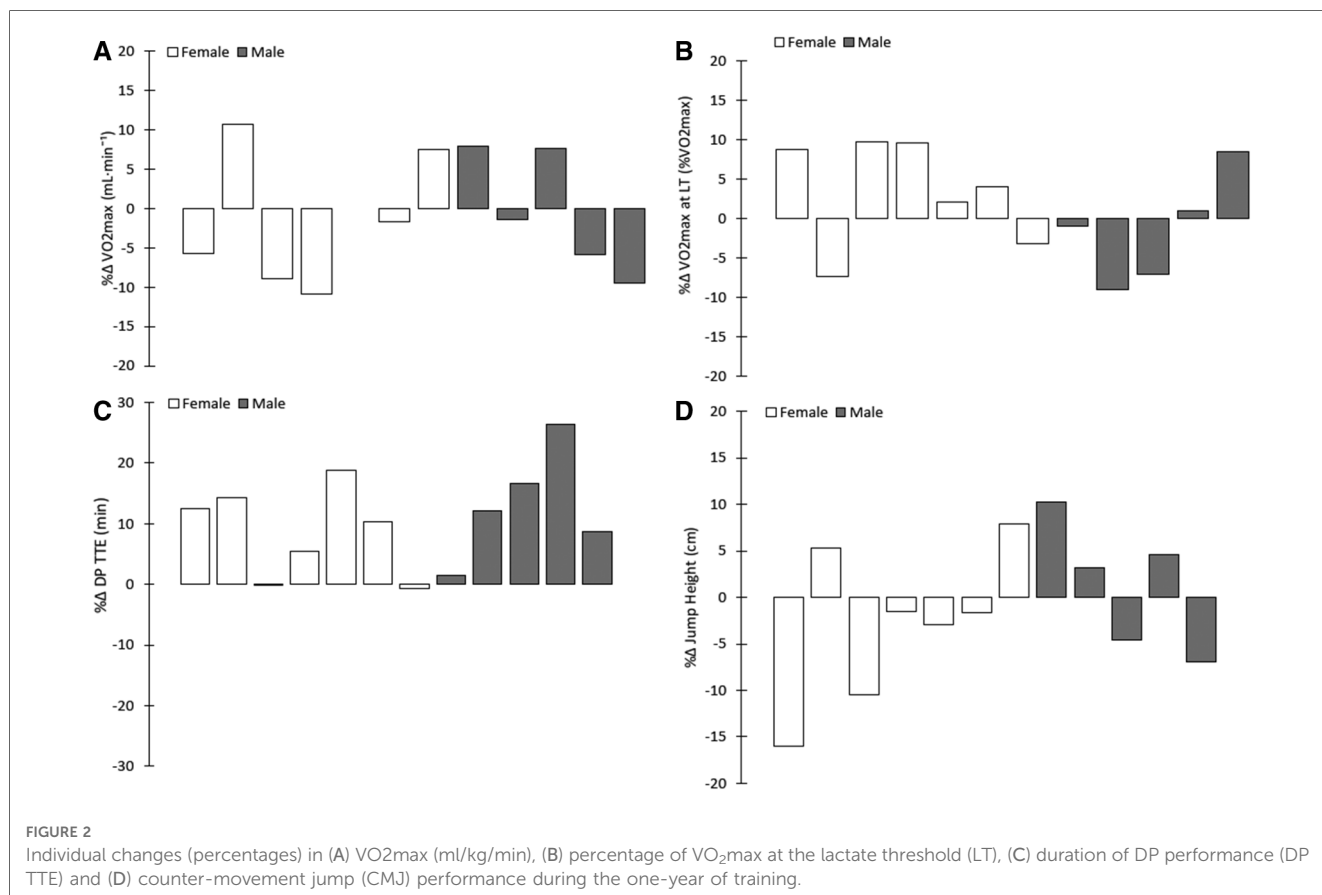 A
Female Male
20
15
10
5
0
-5
-10
-15
-20
%Δ VO2max (mL·min⁻¹)
B
Female Male
20
15
10
5
0
-5
-10
-15
-20
%Δ VO2max at LT (%VO2max)
C
Female Male
30
20
10
0
-10
-20
-30
%Δ DP TTE (min)
D
Female Male
20
15
10
5
0
-5
-10
-15
-20
%Δ Jump Height (cm)
FIGURE 2
Individual changes (percentages) in (A) VO2max (ml/kg/min), (B) percentage of VO₂max at the lactate threshold (LT), (C) duration of DP performance (DP
TTE) and (D) counter-movement jump (CMJ) performance during the one-year of training.